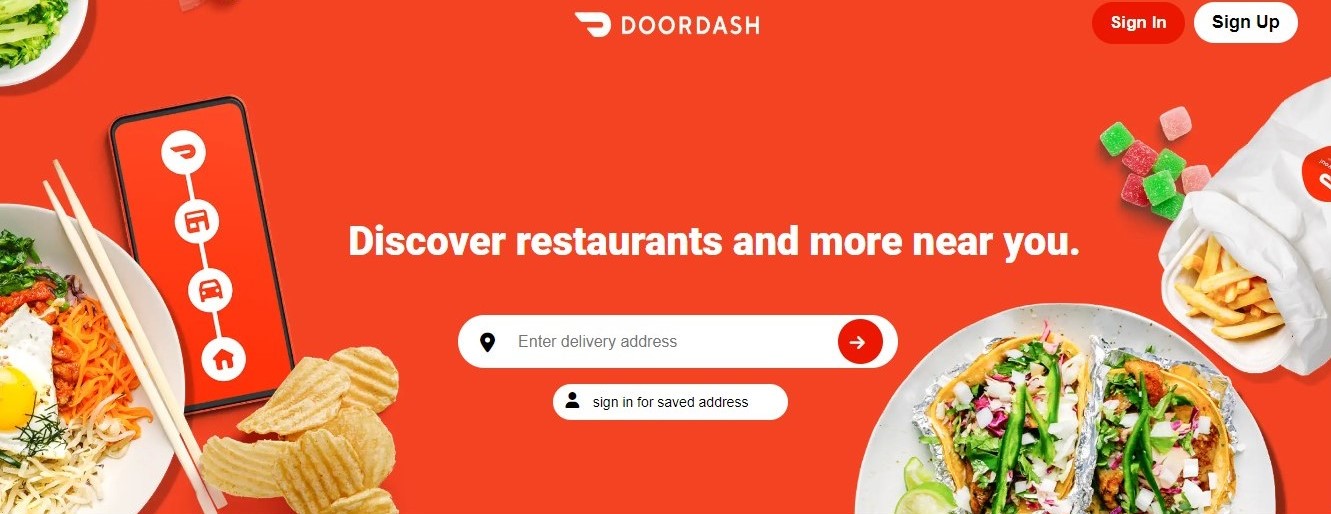 DOORDASH
Sign In
Sign Up
Discover restaurants and more near you.
Enter delivery address
sign in for saved address